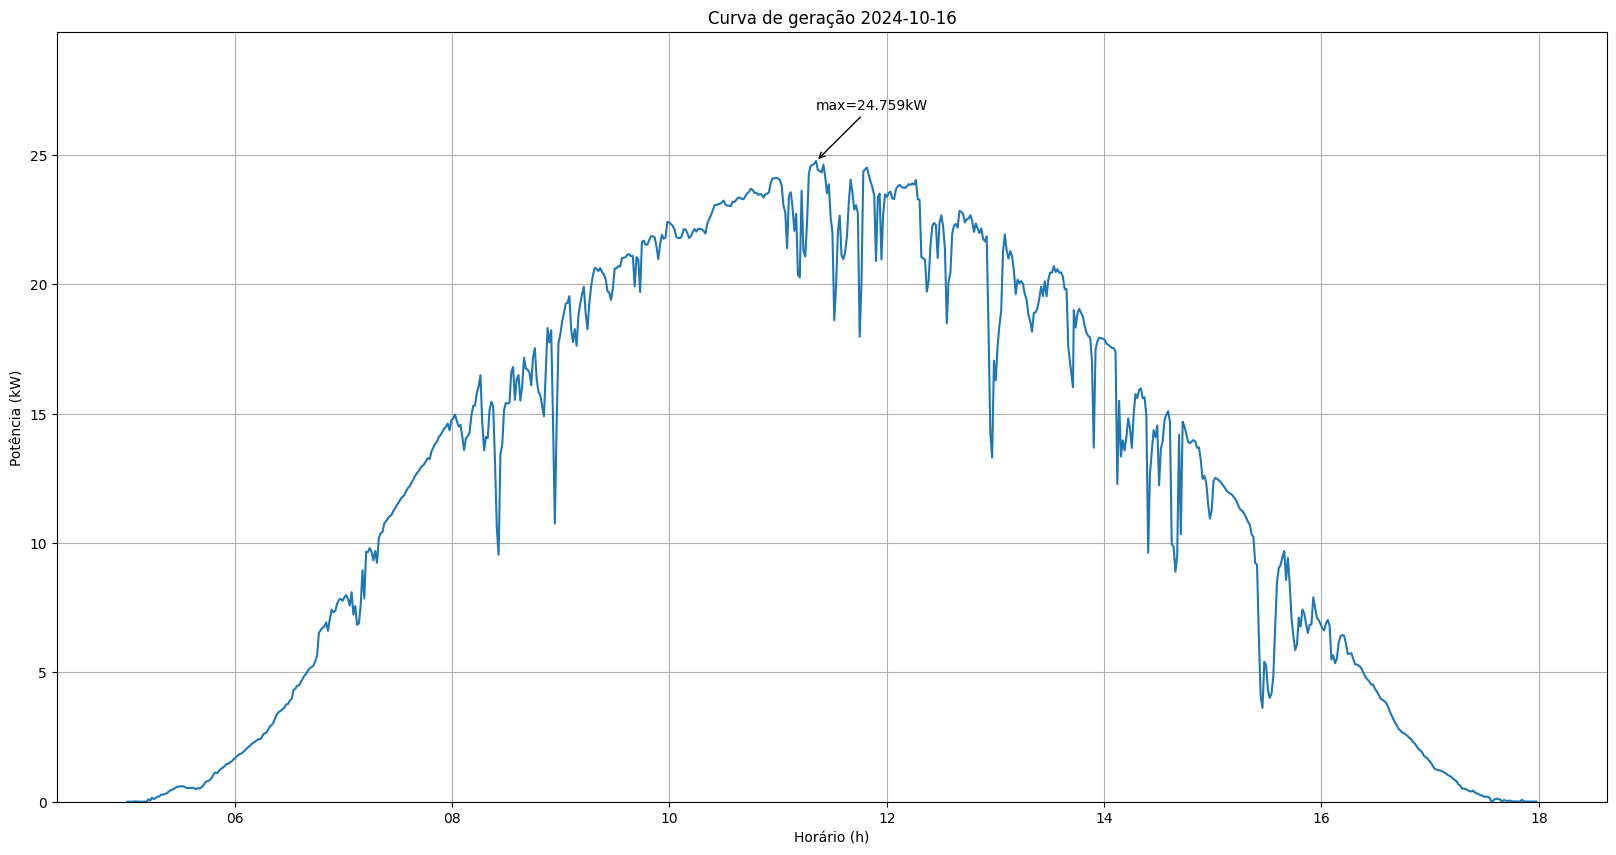 Curva de geração 2024-10-16
max=24.759kW
Potência (kW)
25
20
15
10
5
0
06 08 10 12 14 16 18
Horário (h)